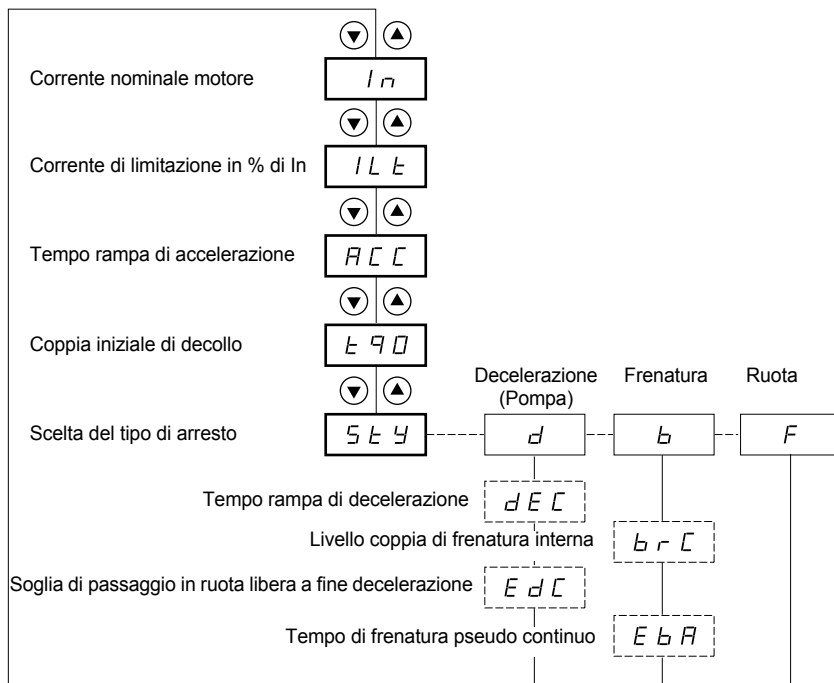 Corrente nominale motore
In
Corrente di limitazione in % di In
ILt
Tempo rampa di accelerazione
ACC
Coppia iniziale di decollo
tq0
Decelerazione
(Pompa)
Frenatura
Ruota
Scelta del tipo di arresto
StY
d
b
F
Tempo rampa di decelerazione
dEC
Livello coppia di frenatura interna
brC
Soglia di passaggio in ruota libera a fine decelerazione
EdC
Tempo di frenatura pseudo continuo
EbA